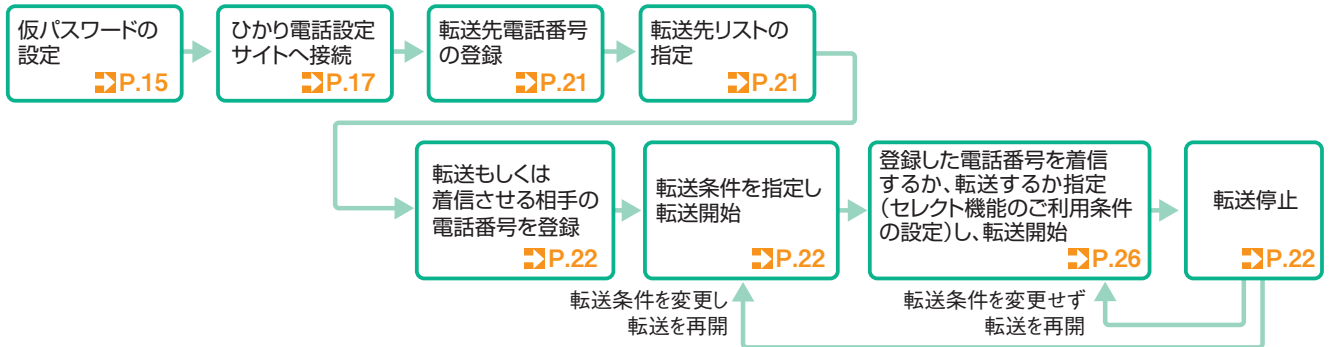 仮パスワードの
設定
P.15
ひかり電話設定
サイトへ接続
P.17
転送先電話番号
の登録
P.21
転送先リストの
指定
P.21
転送もしくは
着信させる相手の
電話番号を登録
P.22
転送条件を指定し
転送開始
P.22
登録した電話番号を着信
するか、転送するか指定
(セレクト機能のご利用条件
の設定)し、転送開始
P.26
転送停止
P.22
転送条件を変更し
転送を再開
転送条件を変更せず
転送を再開